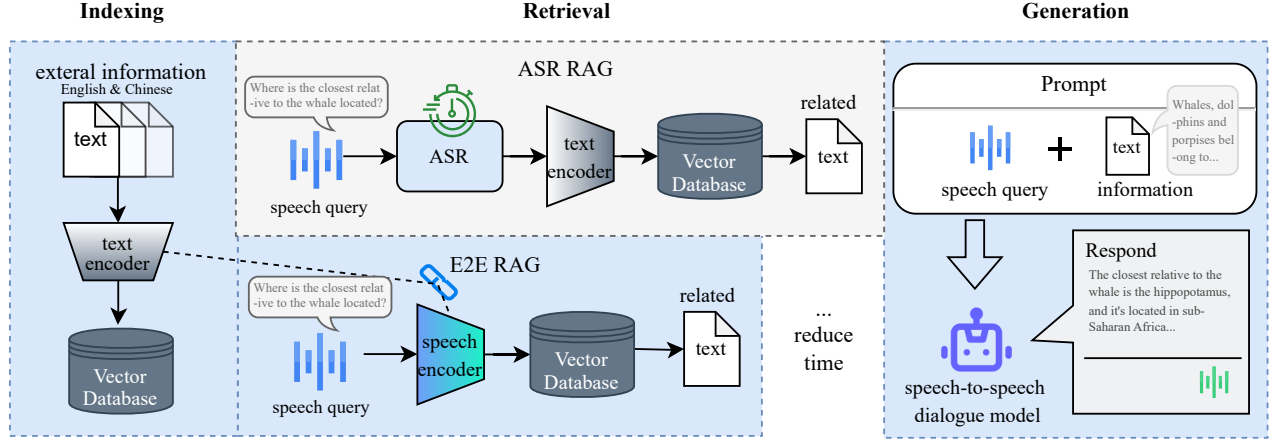 Indexing
Retrieval
Generation
exteral information
English & Chinese
text
text
encoder
Vector
Database
ASR RAG
Where is the closest relat
-ive to the whale located?
speech query
ASR
text
encoder
Vector
Database
related
text
E2E RAG
Where is the closest relat
-ive to the whale located?
speech query
speech
encoder
Vector
Database
related
text
...
reduce
time
Prompt
speech query
+
text
information
Whales, dol
-phins and
porpises bel
-ong to...
speech-to-speech
dialogue model
Respond
The closest relative to the
whale is the hippopotamus,
and it's located in sub-
Saharan Africa...